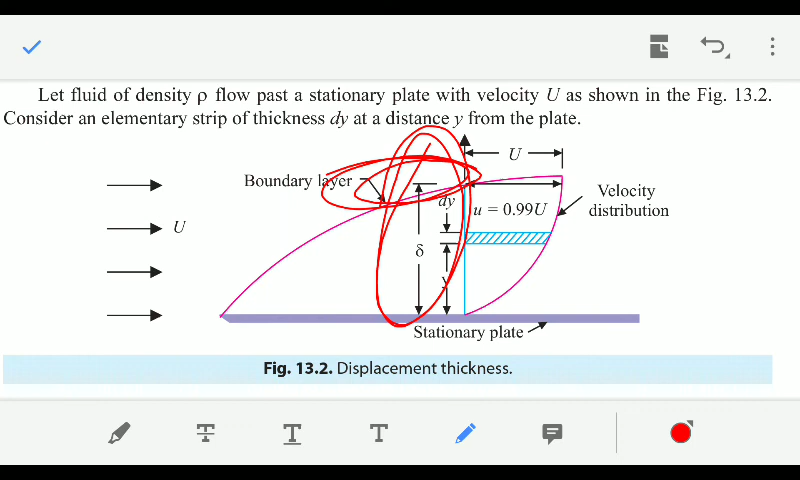 Let fluid of density ρ flow past a stationary plate with velocity U as shown in the Fig. 13.2.
Consider an elementary strip of thickness dy at a distance y from the plate.
U
Boundary layer
Velocity
distribution
dy
u = 0.99U
U
δ
y
Stationary plate
Fig. 13.2. Displacement thickness.
T
T
T